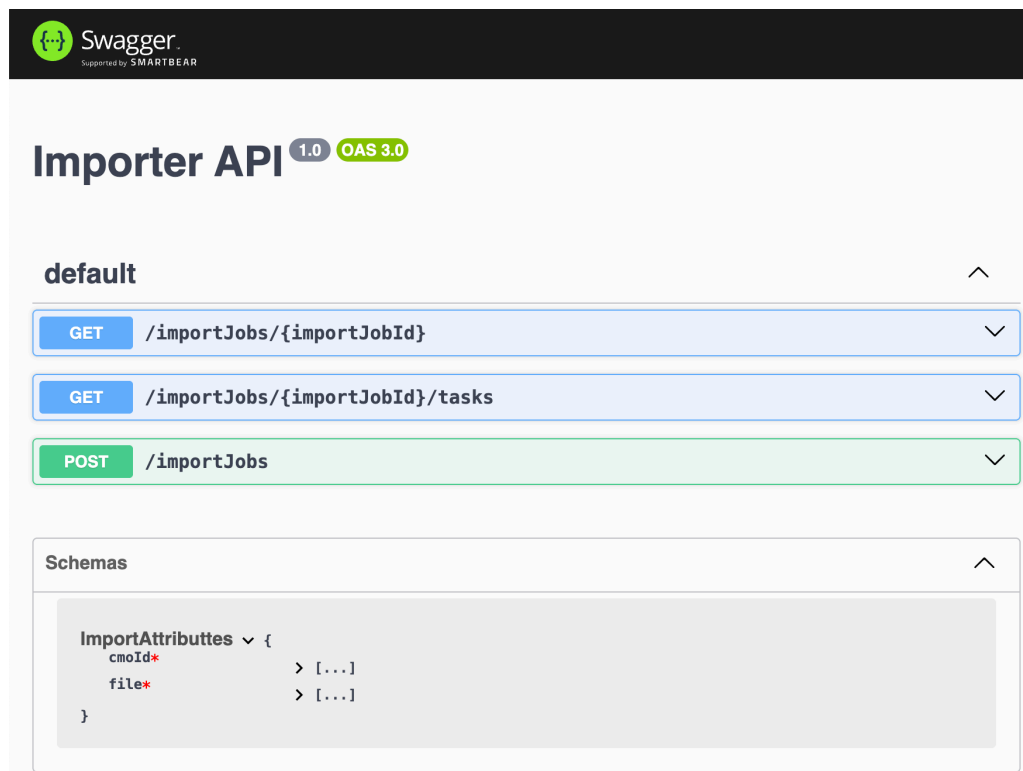 {···} Swagger.
Supported by SMARTBEAR
Importer API 1.0 OAS 3.0
default
GET /importJobs/{importJobId}
GET /importJobs/{importJobId}/tasks
POST /importJobs
Schemas
ImportAttributtes {
cmoId* [...]
file* [...]
}